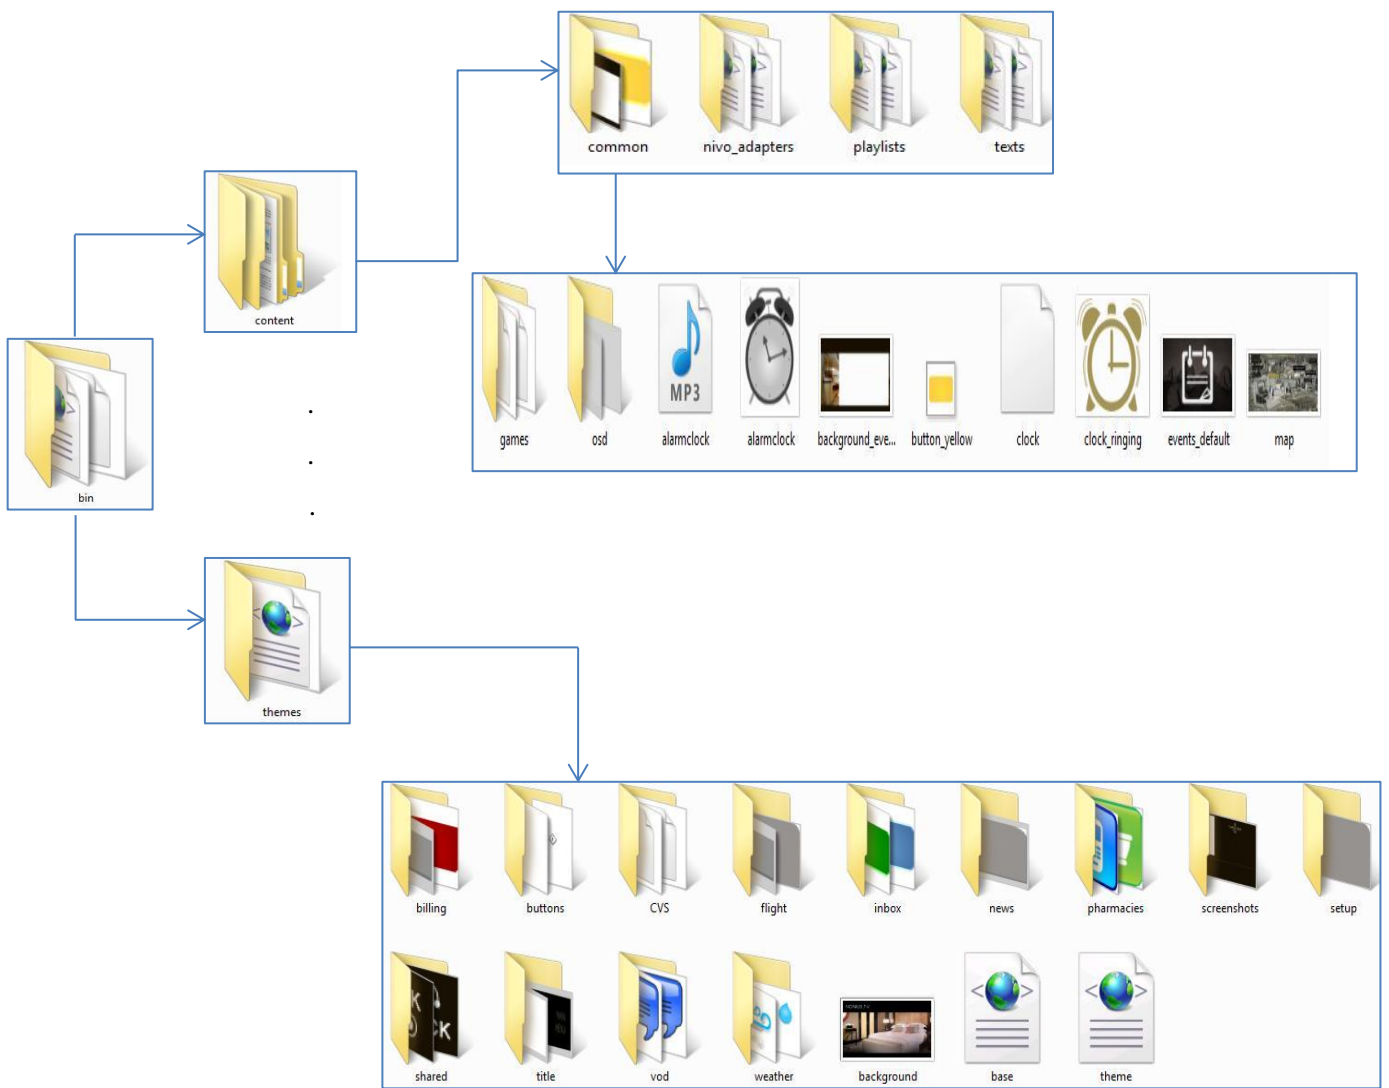 common nivo_adapters playlists texts
content
MP3
games osd alarmclock alarmclock background_eve... button_yellow clock clock_ringing events_default map
bin
themes
billing buttons CVS flight inbox news pharmacies screenshots setup
shared title vod weather background base theme